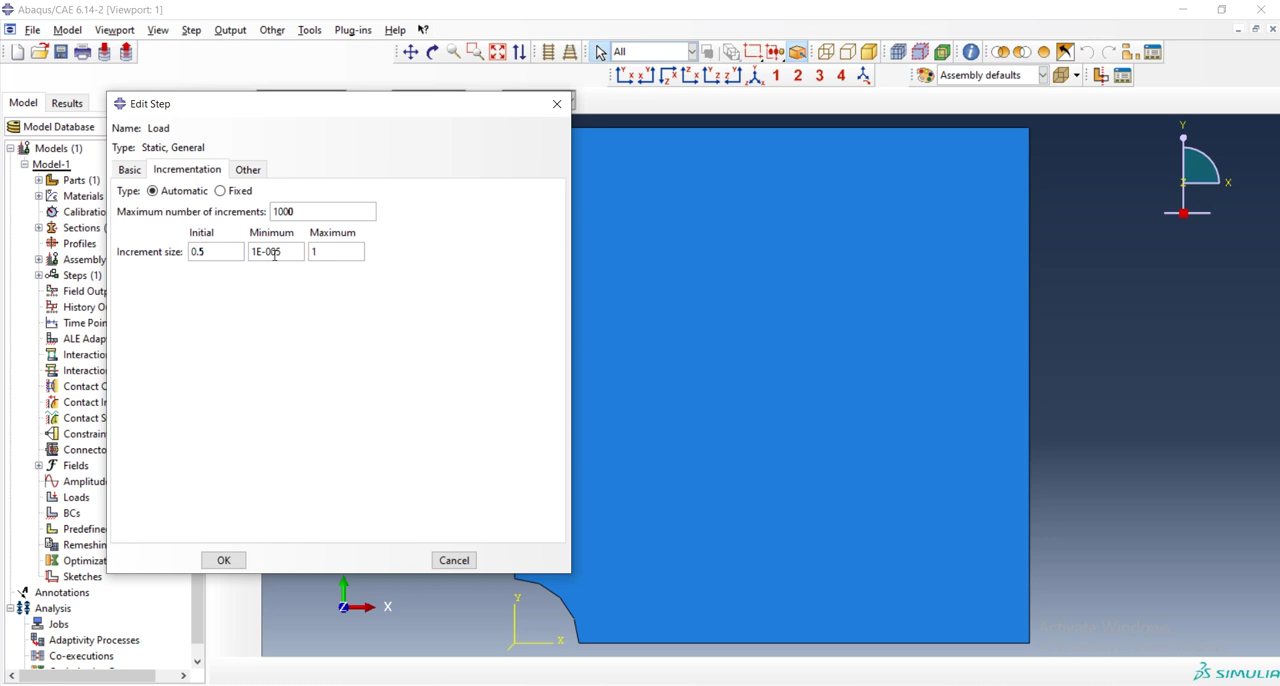 Abaqus/CAE 6.14-2 [Viewport: 1]
File Model Viewport View Step Output Other Tools Plug-ins Help
All
1 2 3 4
Assembly defaults
Model Results
Edit Step
Model Database
Name: Load
Type: Static, General
Models (1)
Model-1
Basic Incrementation Other
Parts (1)
Type: Automatic Fixed
Materials
Maximum number of increments: 1000
Calibratio
Initial Minimum Maximum
Sections (
Profiles
Increment size: 0.5 1E-005 1
Assembly
Steps (1)
Field Out
History O
Time Poin
ALE Adap
Interactio
Interactio
Contact C
Contact In
Contact S
Constrain
Connecto
Fields
Amplitud
Loads
BCs
Predefine
Remeshin
Optimizat
OK Cancel
Sketches
Annotations
Analysis
Jobs
Adaptivity Processes
Co-executions
Y
X
Z
Z
X
Y
X
Activate Windows
SIMULIA